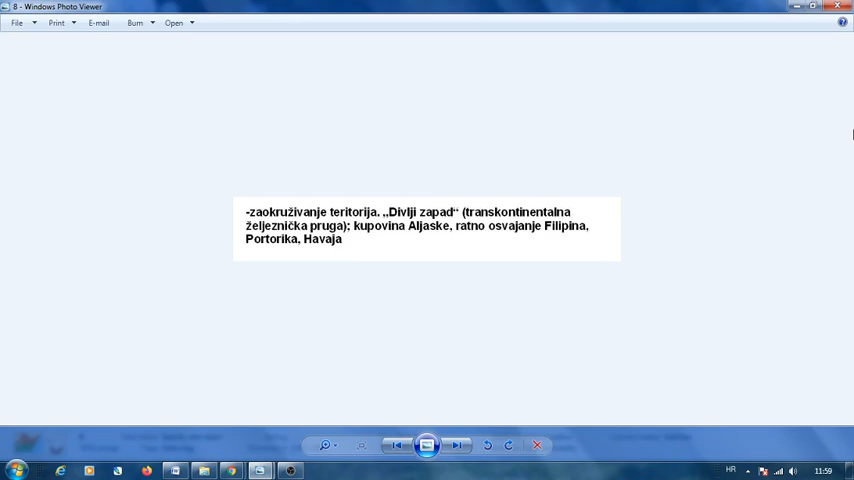 8 - Windows Photo Viewer
File Print E-mail Burn Open
-zaokruživanje teritorija. „Divlji zapad“ (transkontinentalna
željeznička pruga); kupovina Aljaske, ratno osvajanje Filipina,
Portorika, Havaja
HR 11:59